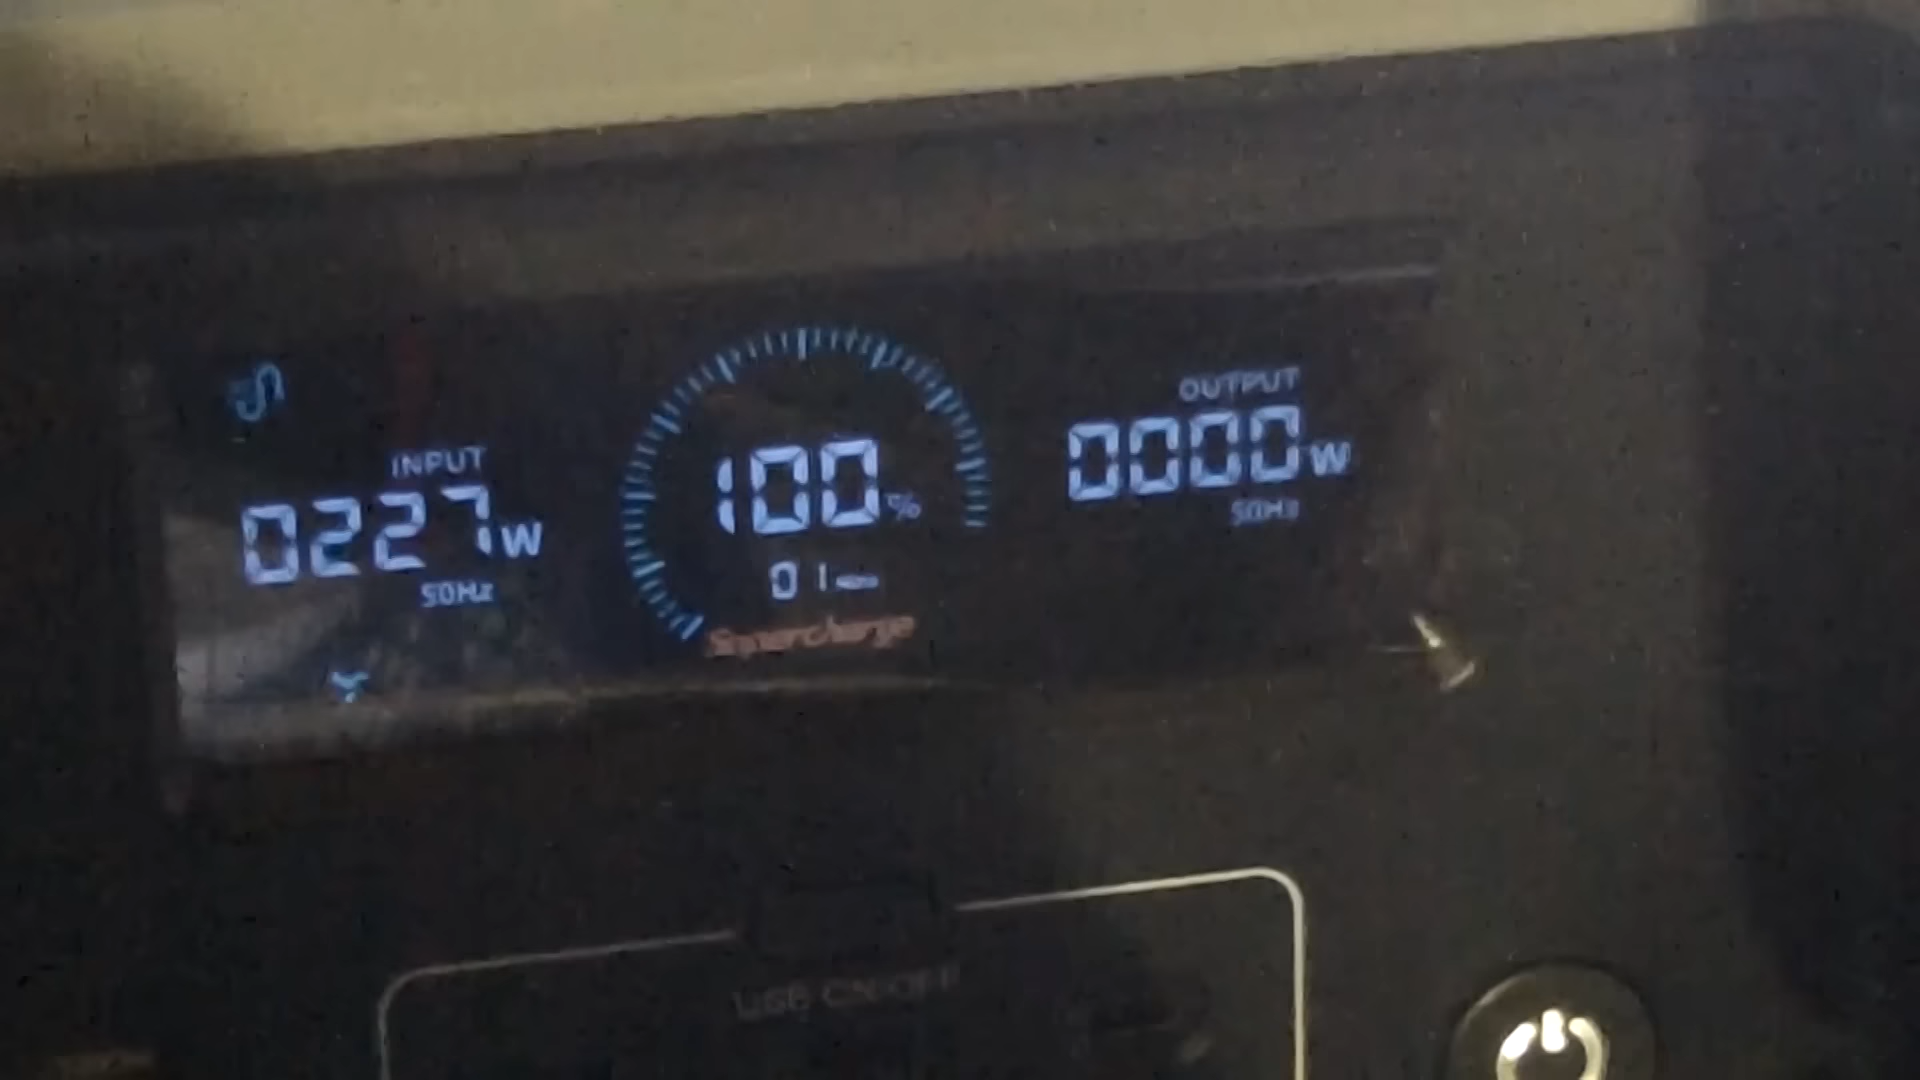 INPUT
0227W
50Hz
100%
01
Supercharge
OUTPUT
0000W
50Hz
USB ON/OFF